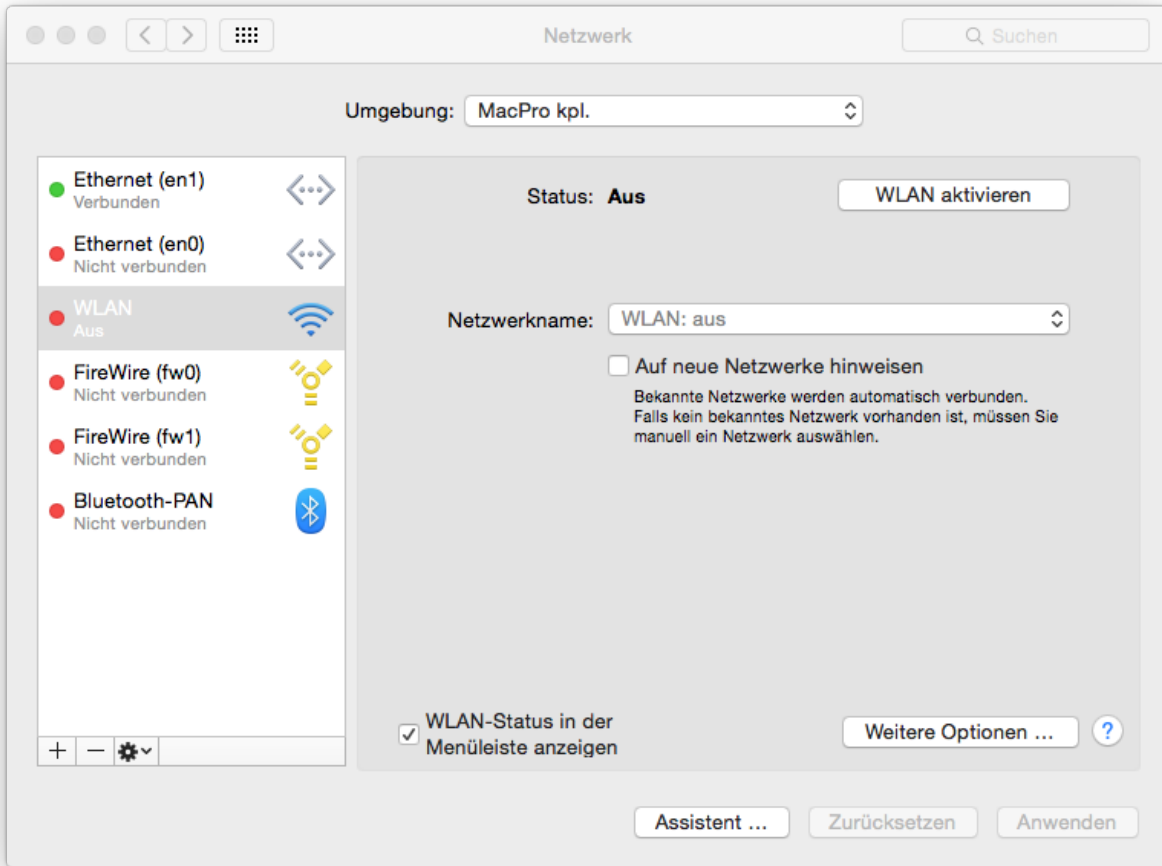 Netzwerk
Suchen
Umgebung: MacPro kpl.
Ethernet (en1)
Verbunden
Ethernet (en0)
Nicht verbunden
WLAN
Aus
FireWire (fw0)
Nicht verbunden
FireWire (fw1)
Nicht verbunden
Bluetooth-PAN
Nicht verbunden
Status: Aus
WLAN aktivieren
Netzwerkname: WLAN: aus
Auf neue Netzwerke hinweisen
Bekannte Netzwerke werden automatisch verbunden.
Falls kein bekanntes Netzwerk vorhanden ist, müssen Sie
manuell ein Netzwerk auswählen.
WLAN-Status in der
Menüleiste anzeigen
Weitere Optionen ...
?
Assistent ...
Zurücksetzen
Anwenden